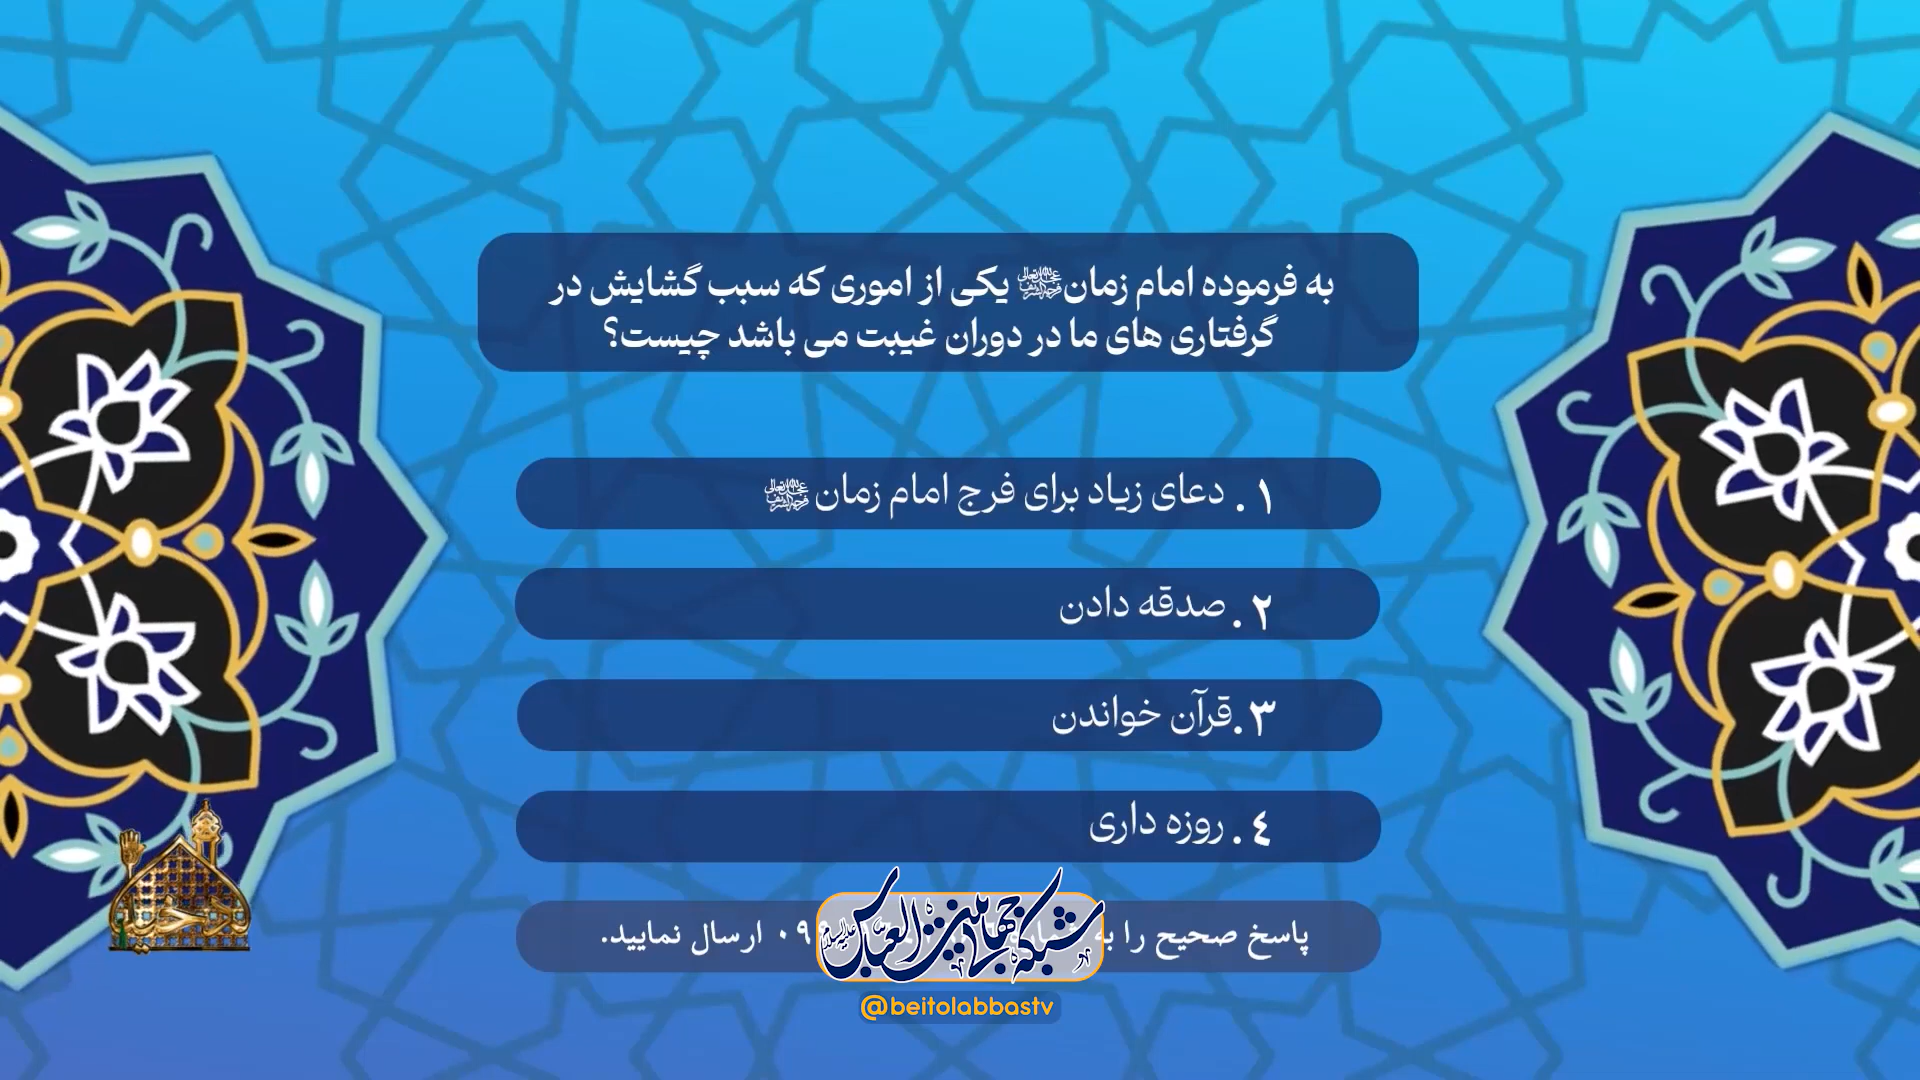 به فرموده امام زمان عجل الله تعالی فرجه الشریف یکی از اموری که سبب گشایش در
گرفتاری های ما در دوران غیبت می باشد چیست؟
۱. دعای زیاد برای فرج امام زمان عجل الله تعالی فرجه الشریف
۲. صدقه دادن
۳.قرآن خواندن
٤. روزه داری
پاسخ صحیح را به ارسال نمایید.
شبکه جهانی بیت العباس علیه السلام
@beitolabbastv